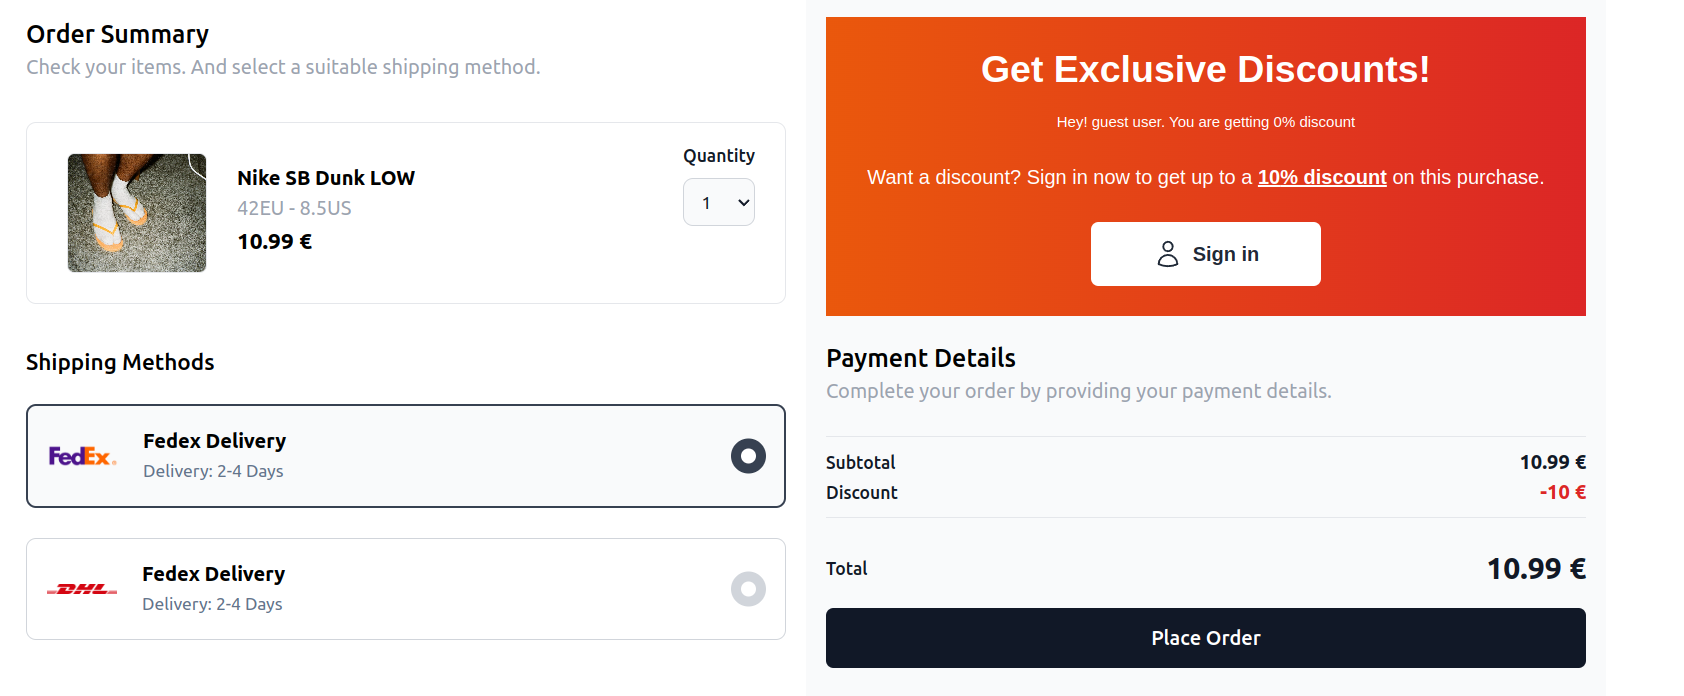 Order Summary
Check your items. And select a suitable shipping method.
Nike SB Dunk LOW
42EU - 8.5US
10.99 €
Quantity
1
Shipping Methods
FedEx
Fedex Delivery
Delivery: 2-4 Days
DHL
Fedex Delivery
Delivery: 2-4 Days
Get Exclusive Discounts!
Hey! guest user. You are getting 0% discount
Want a discount? Sign in now to get up to a 10% discount on this purchase.
Sign in
Payment Details
Complete your order by providing your payment details.
Subtotal 10.99 €
Discount -10 €
Total 10.99 €
Place Order